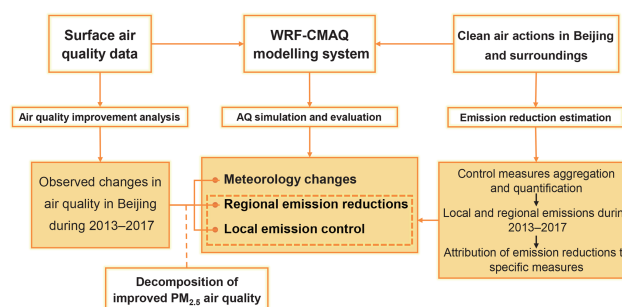 Surface air
quality data
WRF-CMAQ
modelling system
Clean air actions in Beijing
and surroundings
Air quality improvement analysis
AQ simulation and evaluation
Emission reduction estimation
Observed changes in
air quality in Beijing
during 2013–2017
Meteorology changes
Regional emission reductions
Local emission control
Control measures aggregation
and quantification
Local and regional emissions durin
2013–2017
Attribution of emission reductions t
specific measures
Decomposition of
improved PM2.5 air quality